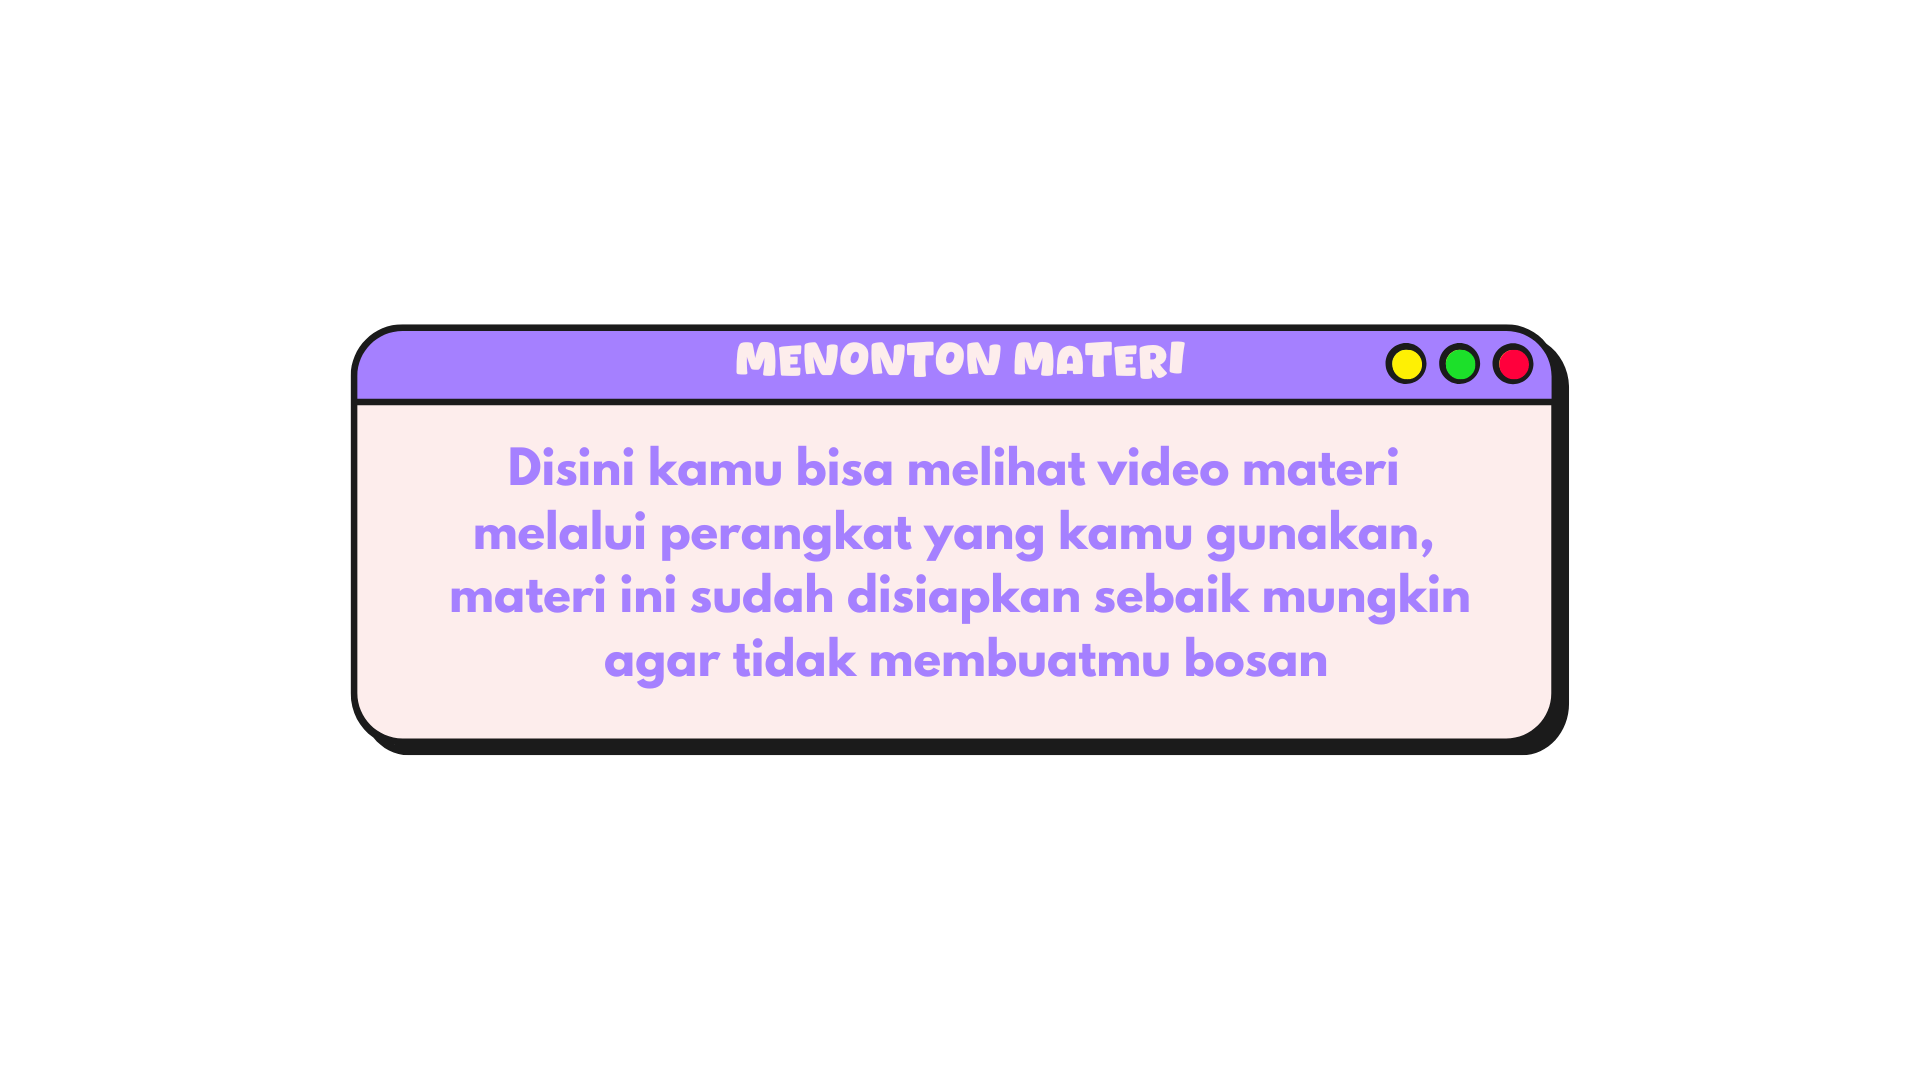 MENONTON MATERI
Disini kamu bisa melihat video materi
melalui perangkat yang kamu gunakan,
materi ini sudah disiapkan sebaik mungkin
agar tidak membuatmu bosan